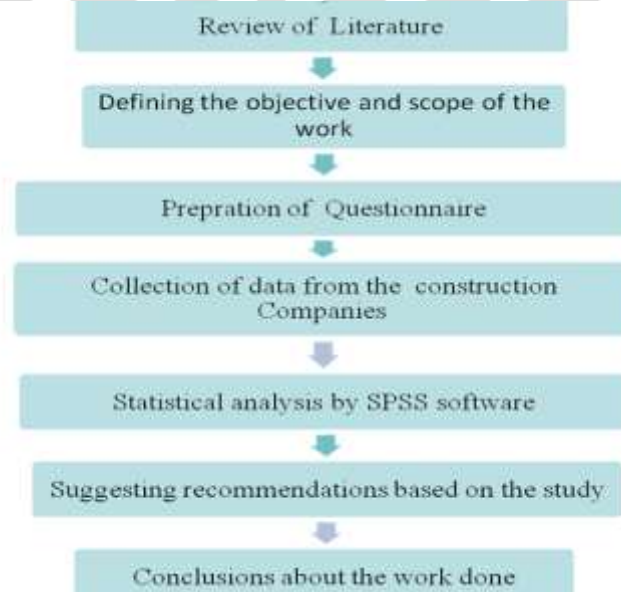 Review of Literature
Defining the objective and scope of the
work
Prepration of Questionnaire
Collection of data from the construction
Companies
Statistical analysis by SPSS software
Suggesting recommendations based on the study
Conclusions about the work done